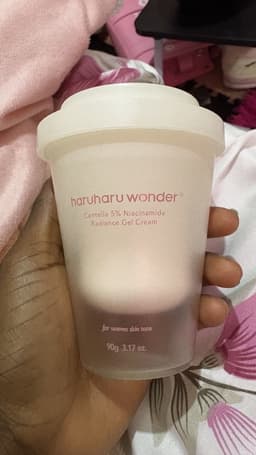 haruharu wonder
Centella 5% Niacinamide
Radiance Gel Cream
for uneven skin tone
90g 3.17 oz.